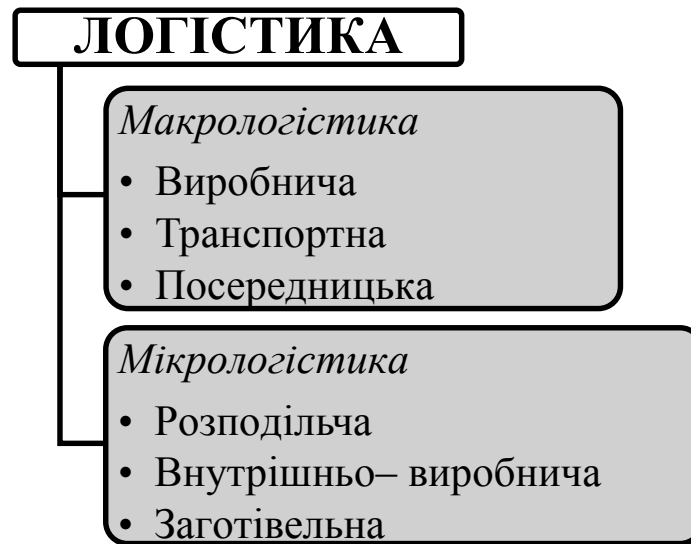 ЛОГІСТИКА
Макрологістика
• Виробнича
• Транспортна
• Посередницька
Мікрологістика
• Розподільча
• Внутрішньо– виробнича
• Заготівельна